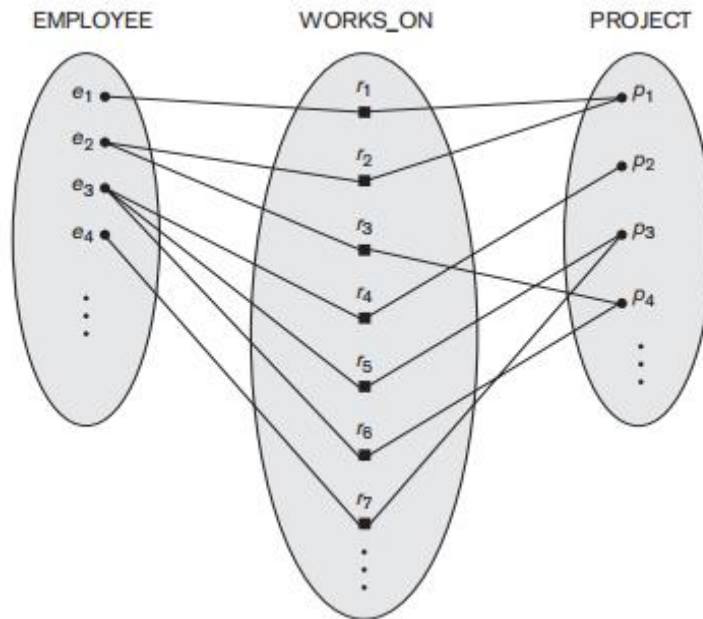 EMPLOYEE WORKS_ON PROJECT
e1
e2
e3
e4
r1
r2
r3
r4
r5
r6
r7
p1
p2
p3
p4